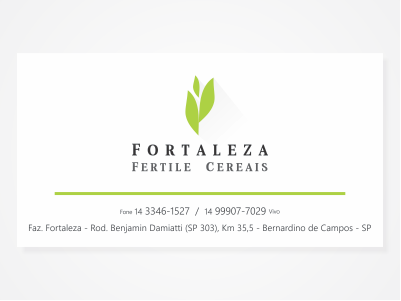 FORTALEZA
FERTILE CEREAIS
Fone 14 3346-1527 / 14 99907-7029 Vivo
Faz. Fortaleza - Rod. Benjamin Damiatti (SP 303), Km 35,5 - Bernardino de Campos - SP